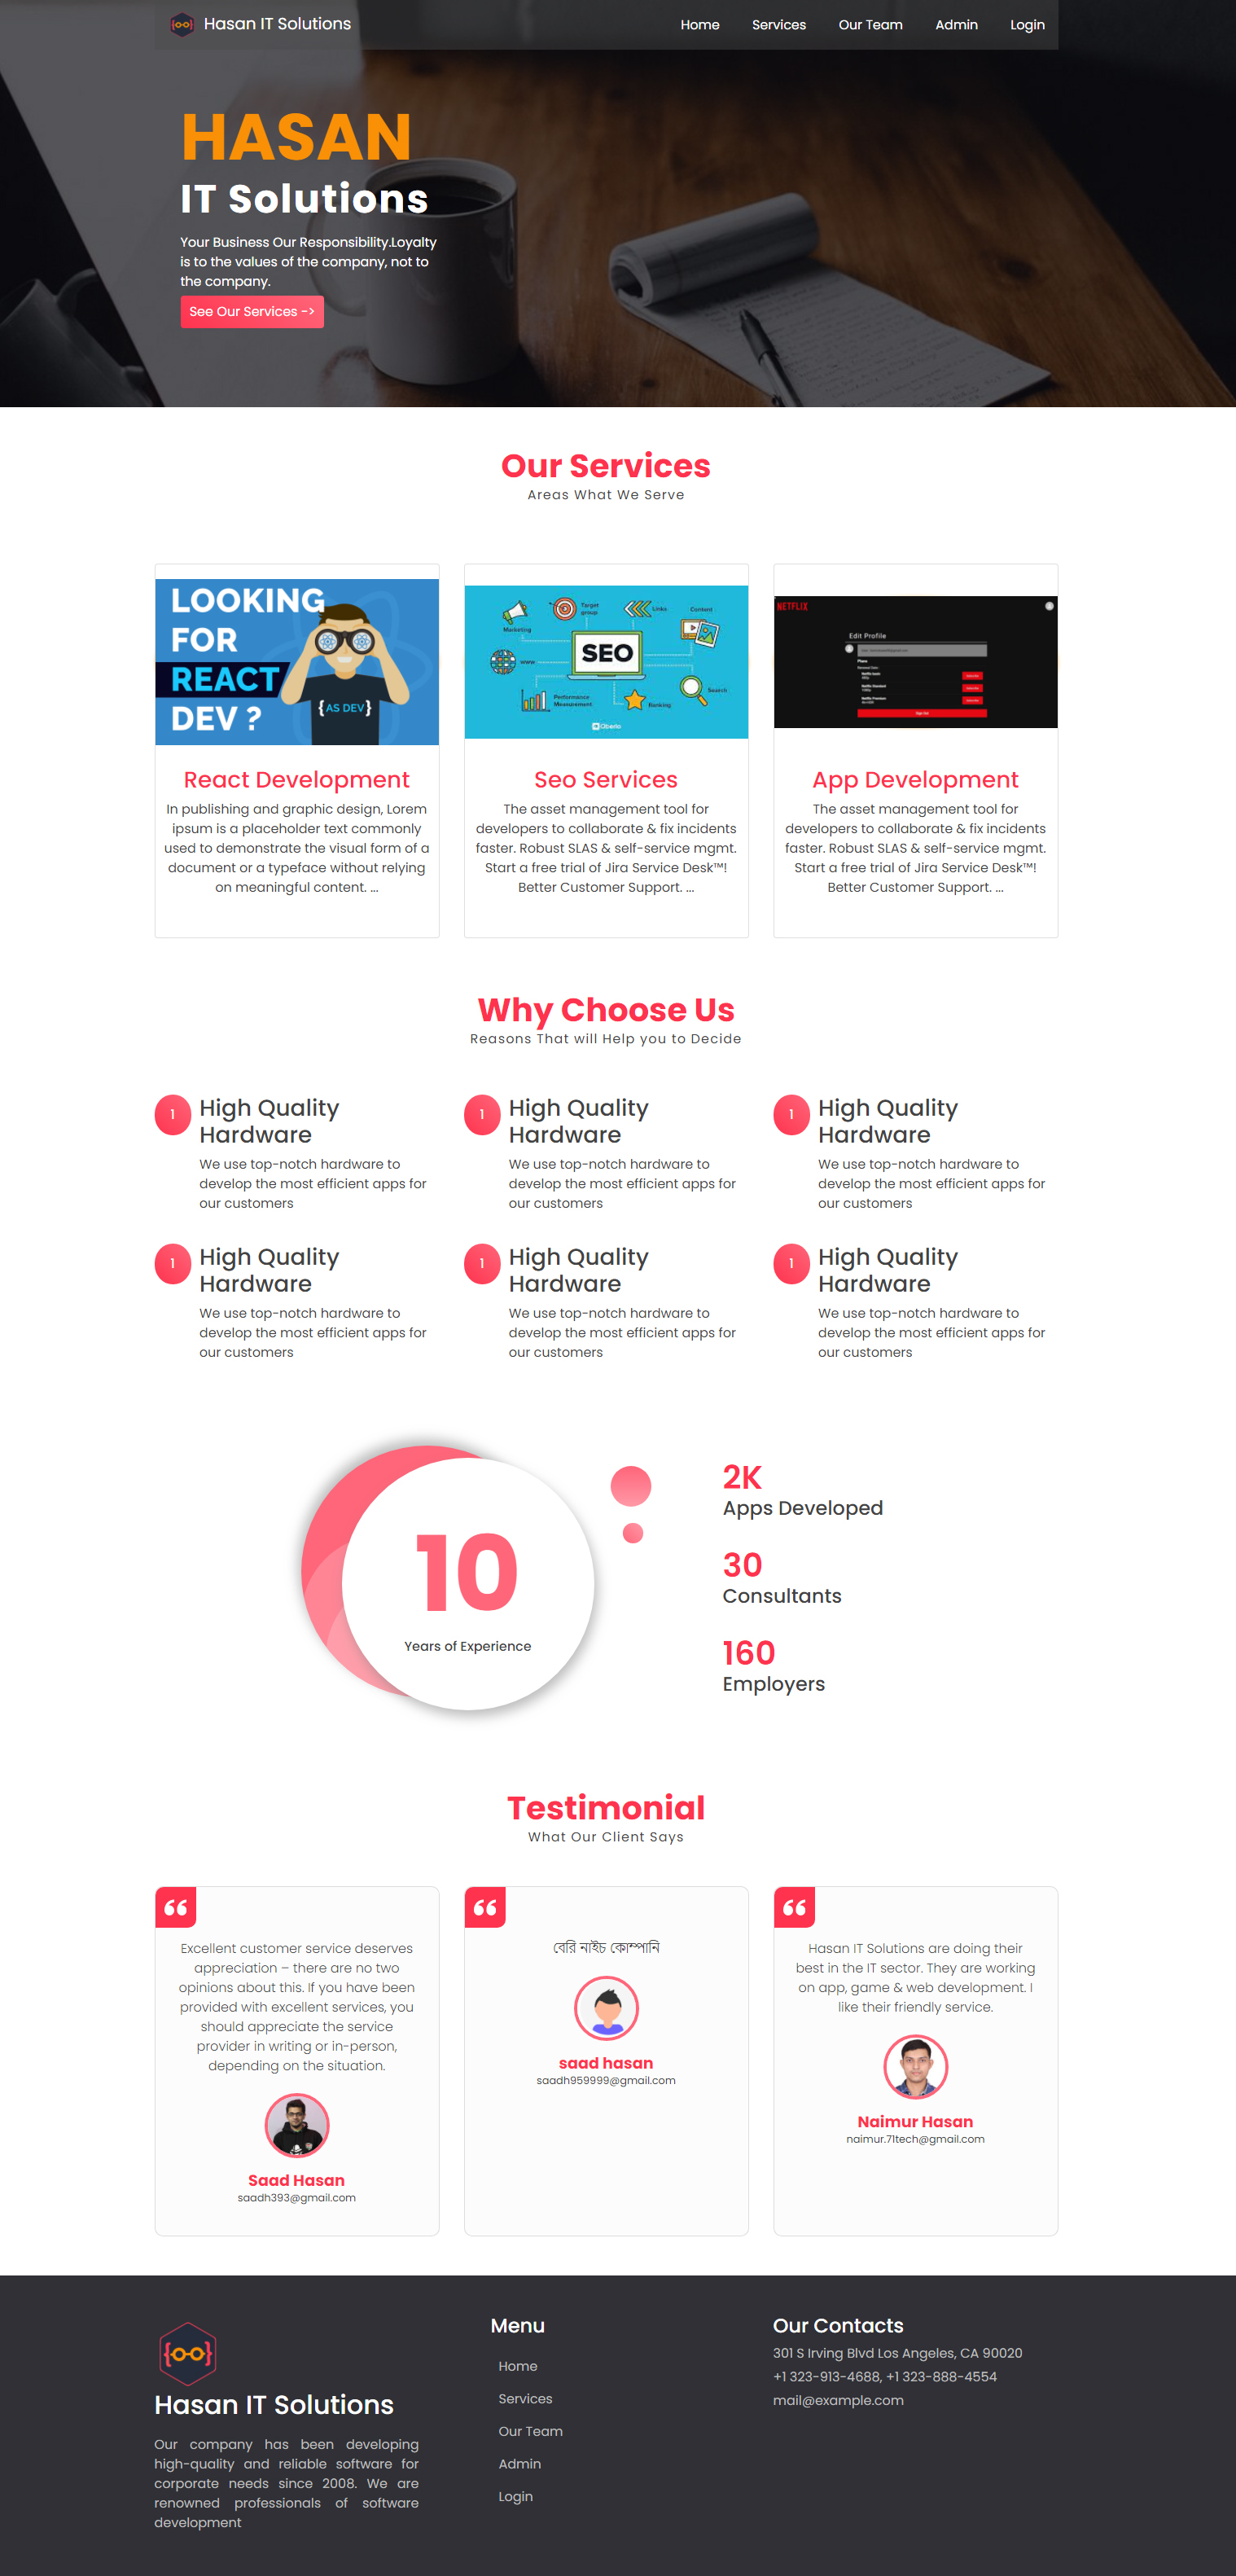 Hasan IT Solutions
Home
Services
Our Team
Admin
Login
HASAN
IT Solutions
Your Business Our Responsibility.Loyalty
is to the values of the company, not to
the company.
See Our Services ->
Our Services
Areas What We Serve
LOOKING
FOR
REACT
DEV ?
{ AS DEV }
Marketing
Target
group
Links
Content
www
SEO
Search
Performance
Measurement
Ranking
Oberlo
NETFLIX
Edit Profile
Plans
Sign Out
React Development
In publishing and graphic design, Lorem
ipsum is a placeholder text commonly
used to demonstrate the visual form of a
document or a typeface without relying
on meaningful content. ...
Seo Services
The asset management tool for
developers to collaborate & fix incidents
faster. Robust SLAS & self-service mgmt.
Start a free trial of Jira Service Desk™!
Better Customer Support. ...
App Development
The asset management tool for
developers to collaborate & fix incidents
faster. Robust SLAS & self-service mgmt.
Start a free trial of Jira Service Desk™!
Better Customer Support. ...
Why Choose Us
Reasons That will Help you to Decide
1
High Quality
Hardware
We use top-notch hardware to
develop the most efficient apps for
our customers
1
High Quality
Hardware
We use top-notch hardware to
develop the most efficient apps for
our customers
1
High Quality
Hardware
We use top-notch hardware to
develop the most efficient apps for
our customers
1
High Quality
Hardware
We use top-notch hardware to
develop the most efficient apps for
our customers
1
High Quality
Hardware
We use top-notch hardware to
develop the most efficient apps for
our customers
1
High Quality
Hardware
We use top-notch hardware to
develop the most efficient apps for
our customers
10
Years of Experience
2K
Apps Developed
30
Consultants
160
Employers
Testimonial
What Our Client Says
Excellent customer service deserves
appreciation – there are no two
opinions about this. If you have been
provided with excellent services, you
should appreciate the service
provider in writing or in-person,
depending on the situation.
Saad Hasan
saadh393@gmail.com
বেরি নাইচ কোম্পানি
saad hasan
saadh959999@gmail.com
Hasan IT Solutions are doing their
best in the IT sector. They are working
on app, game & web development. I
like their friendly service.
Naimur Hasan
naimur.71tech@gmail.com
Hasan IT Solutions
Our company has been developing
high-quality and reliable software for
corporate needs since 2008. We are
renowned professionals of software
development
Menu
Home
Services
Our Team
Admin
Login
Our Contacts
301 S Irving Blvd Los Angeles, CA 90020
+1 323-913-4688, +1 323-888-4554
mail@example.com